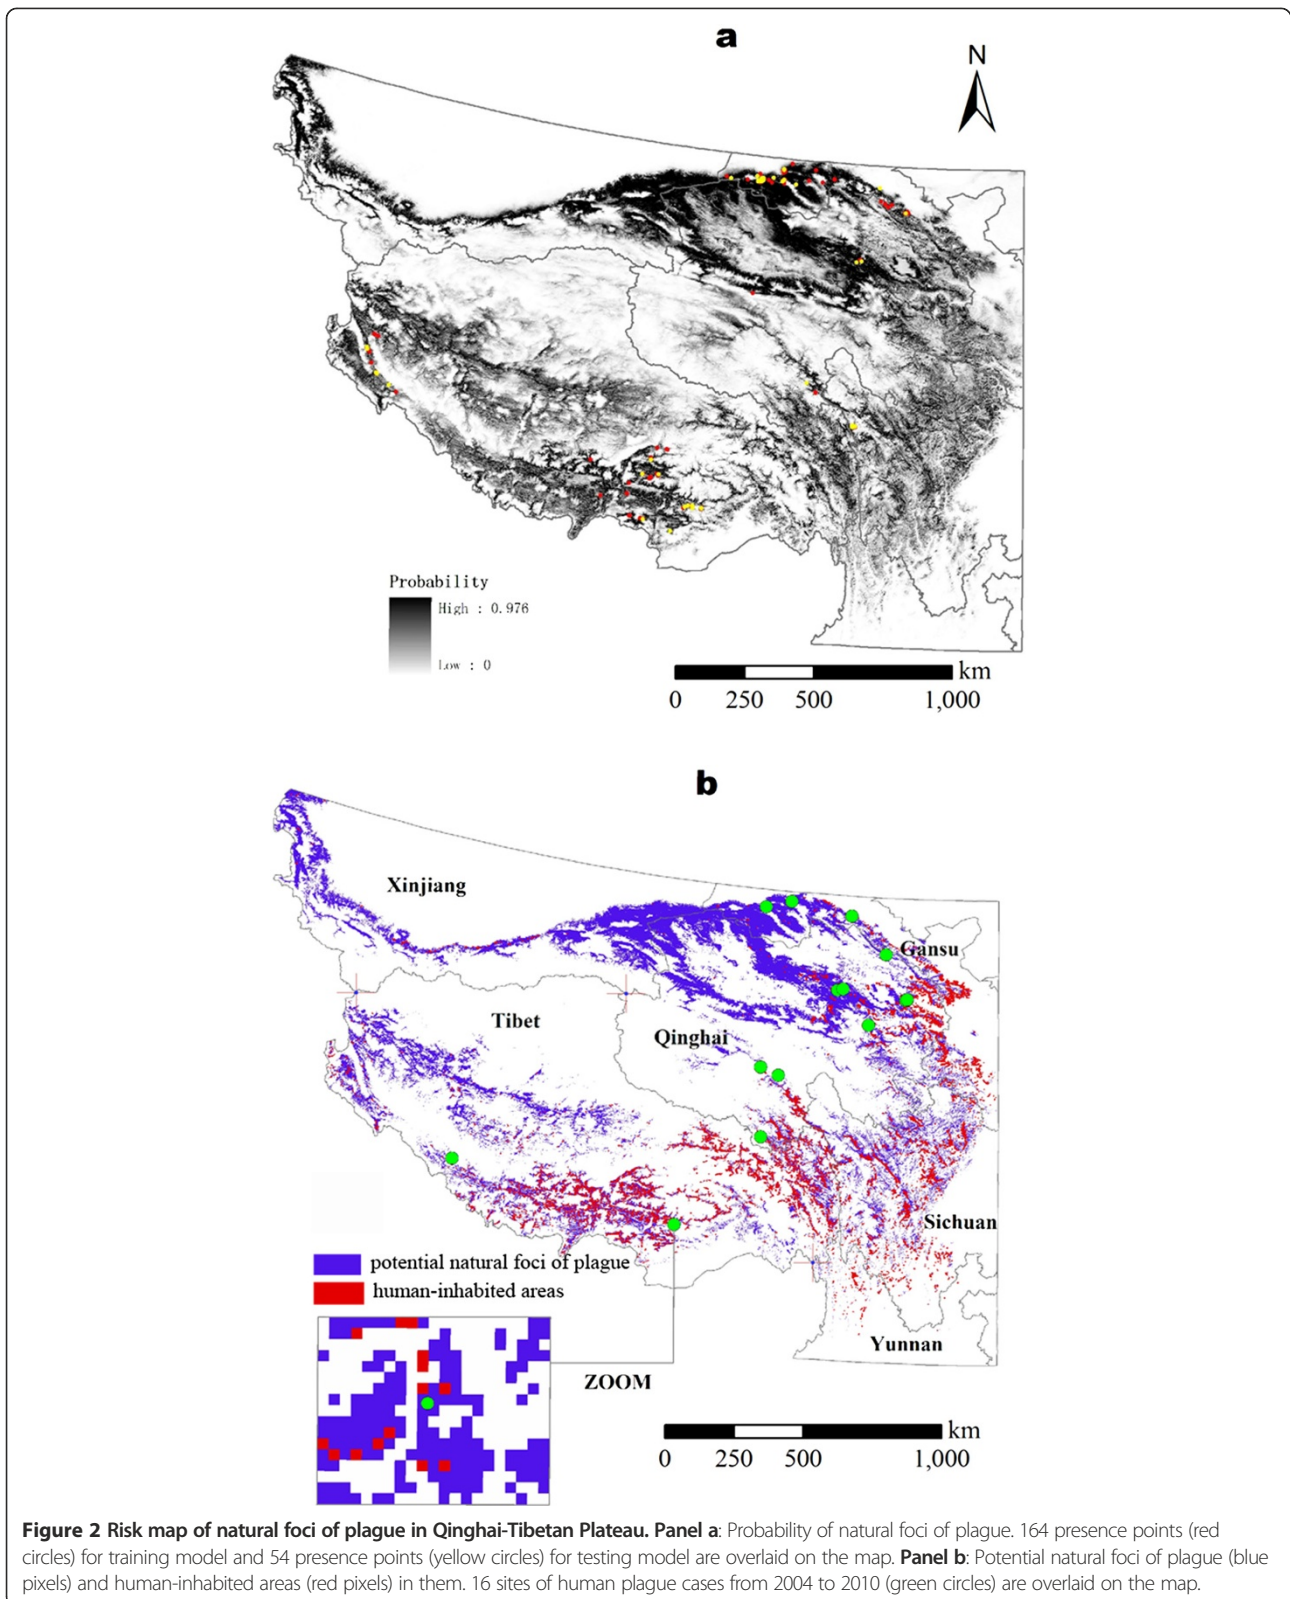 a
N
Probability
High : 0.976
Low : 0
km
0 250 500 1,000
b
Xinjiang
Gansu
Tibet
Qinghai
Sichuan
potential natural foci of plague
human-inhabited areas
Yunnan
ZOOM
km
0 250 500 1,000
Figure 2 Risk map of natural foci of plague in Qinghai-Tibetan Plateau. Panel a: Probability of natural foci of plague. 164 presence points (red
circles) for training model and 54 presence points (yellow circles) for testing model are overlaid on the map. Panel b: Potential natural foci of plague (blue
pixels) and human-inhabited areas (red pixels) in them. 16 sites of human plague cases from 2004 to 2010 (green circles) are overlaid on the map.